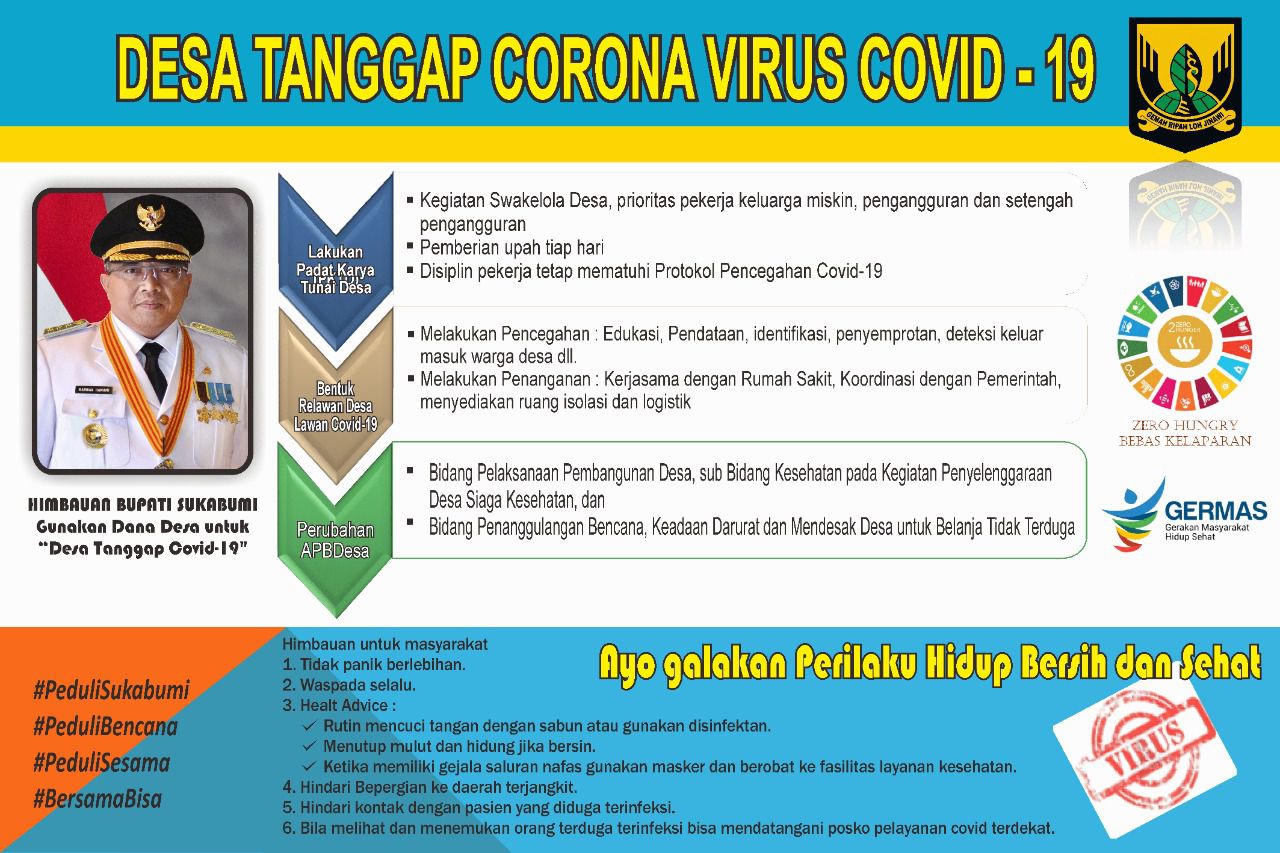 DESA TANGGAP CORONA VIRUS COVID - 19
GEMAH RIPAH LOH JINAWI
HIMBAUAN BUPATI SUKABUMI
Gunakan Dana Desa untuk
“Desa Tanggap Covid-19"
Lakukan
Padat Karya
Tunai Desa
▪ Kegiatan Swakelola Desa, prioritas pekerja keluarga miskin, pengangguran dan setengah
pengangguran
▪ Pemberian upah tiap hari
▪ Disiplin pekerja tetap mematuhi Protokol Pencegahan Covid-19
Bentuk
Relawan Desa
Lawan Covid-19
▪ Melakukan Pencegahan : Edukasi, Pendataan, identifikasi, penyemprotan, deteksi keluar
masuk warga desa dll.
▪ Melakukan Penanganan : Kerjasama dengan Rumah Sakit, Koordinasi dengan Pemerintah,
menyediakan ruang isolasi dan logistik
Perubahan
APBDesa
▪ Bidang Pelaksanaan Pembangunan Desa, sub Bidang Kesehatan pada Kegiatan Penyelenggaraan
Desa Siaga Kesehatan, dan
▪ Bidang Penanggulangan Bencana, Keadaan Darurat dan Mendesak Desa untuk Belanja Tidak Terduga
2 ZERO
HUNGER
ZERO HUNGRY
BEBAS KELAPARAN
GERMAS
Gerakan Masyarakat
Hidup Sehat
#PeduliSukabumi
#PeduliBencana
#PeduliSesama
#BersamaBisa
Himbauan untuk masyarakat
1. Tidak panik berlebihan.
2. Waspada selalu.
3. Healt Advice :
✓ Rutin mencuci tangan dengan sabun atau gunakan disinfektan.
✓ Menutup mulut dan hidung jika bersin.
✓ Ketika memiliki gejala saluran nafas gunakan masker dan berobat ke fasilitas layanan kesehatan.
4. Hindari Bepergian ke daerah terjangkit.
5. Hindari kontak dengan pasien yang diduga terinfeksi.
6. Bila melihat dan menemukan orang terduga terinfeksi bisa mendatangani posko pelayanan covid terdekat.
Ayo galakan Perilaku Hidup Bersih dan Sehat
VIRUS